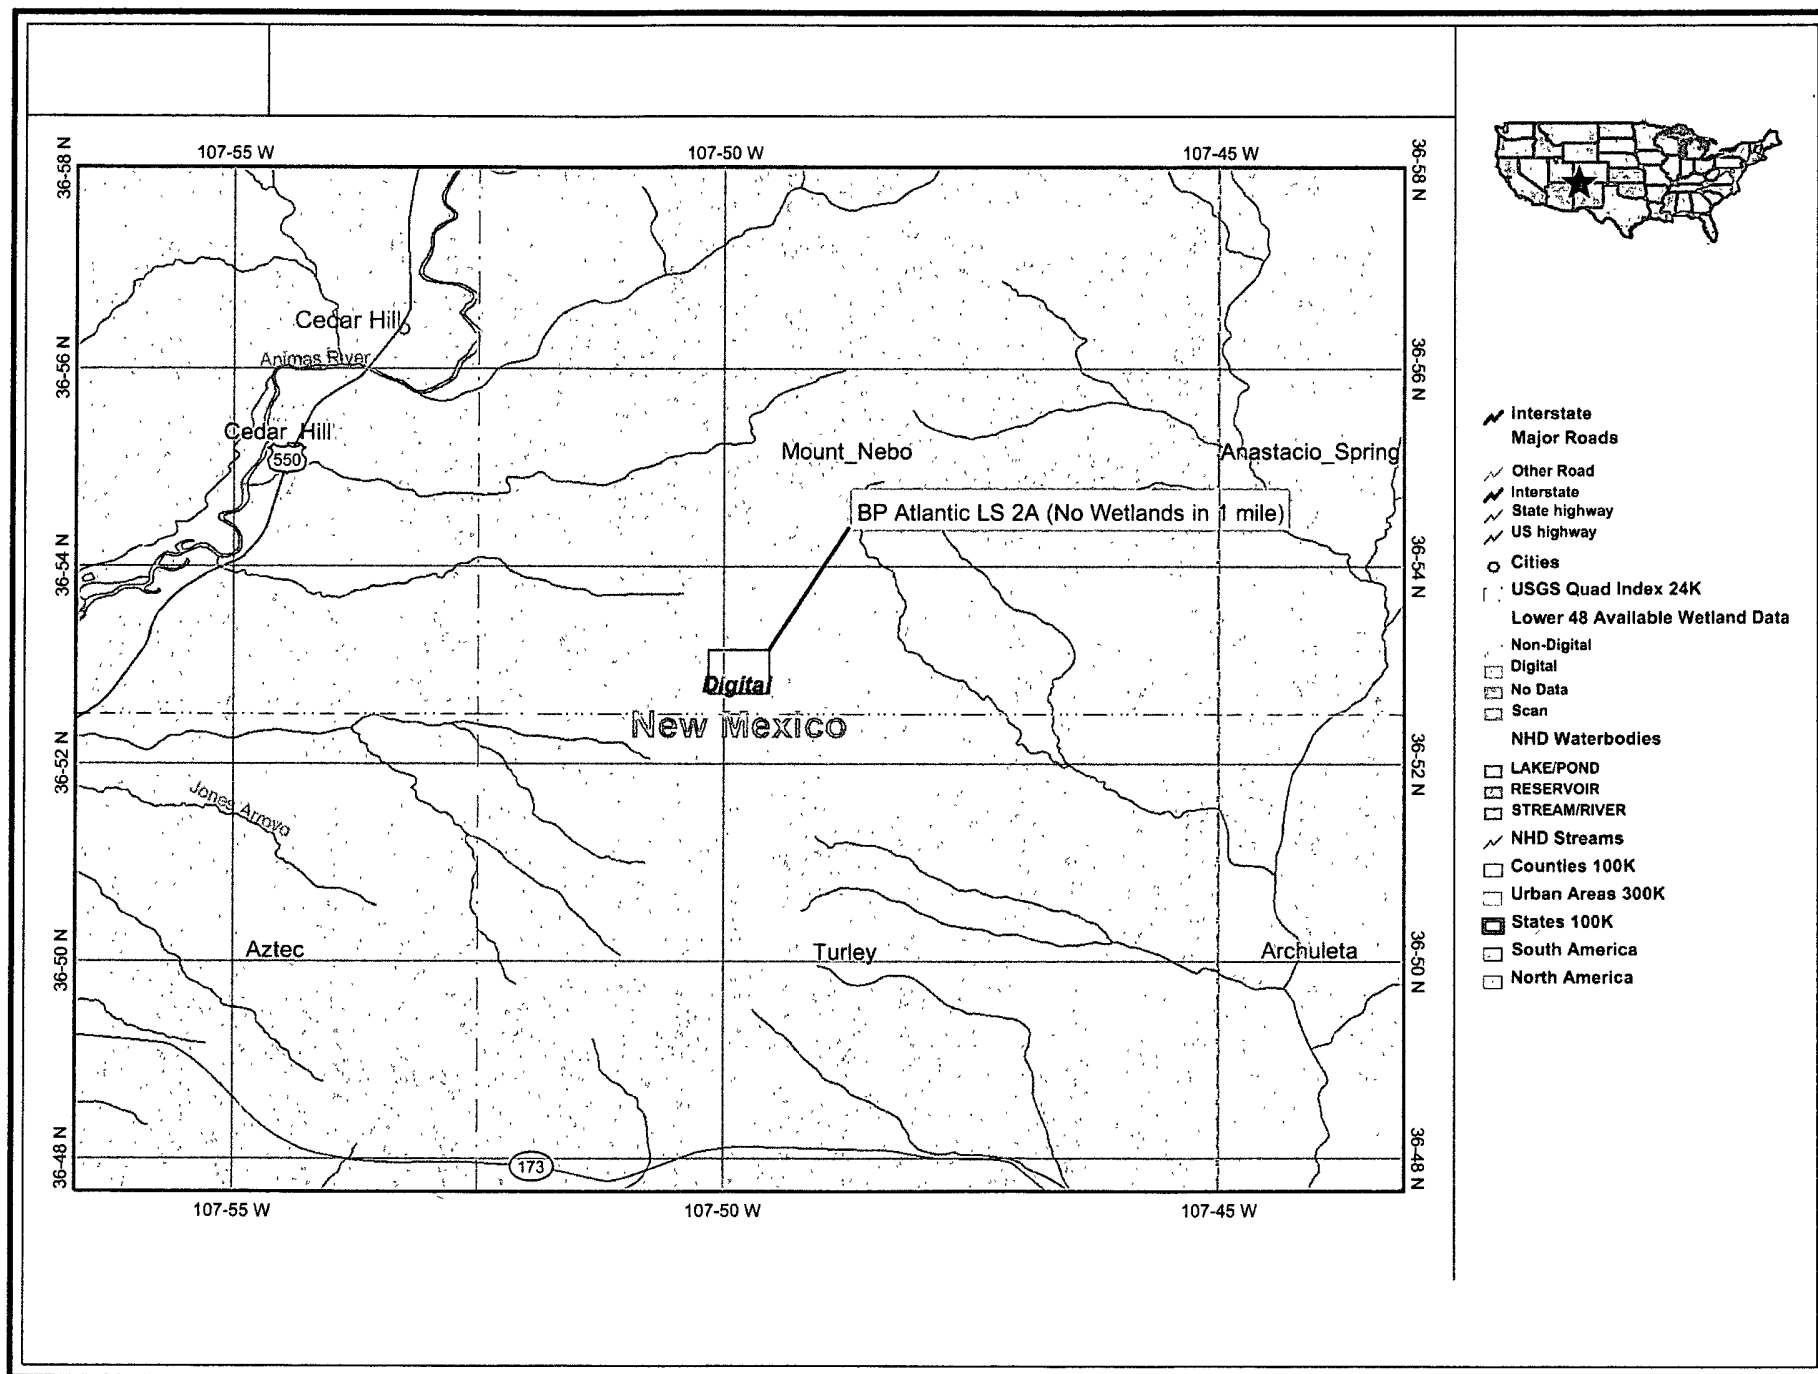 107-55 W
107-50 W
107-45 W
36-58 N
36-58 N
Cedar Hill
Animas River
36-56 N
36-56 N
Cedar_Hill
550
Mount_Nebo
Anastacio_Spring
BP Atlantic LS 2A (No Wetlands in 1 mile)
36-54 N
36-54 N
Digital
New Mexico
36-52 N
36-52 N
Jones Arroyo
Aztec
Turley
Archuleta
36-50 N
36-50 N
36-48 N
36-48 N
173
107-55 W
107-50 W
107-45 W
Interstate
Major Roads
Other Road
Interstate
State highway
US highway
Cities
USGS Quad Index 24K
Lower 48 Available Wetland Data
Non-Digital
Digital
No Data
Scan
NHD Waterbodies
LAKE/POND
RESERVOIR
STREAM/RIVER
NHD Streams
Counties 100K
Urban Areas 300K
States 100K
South America
North America